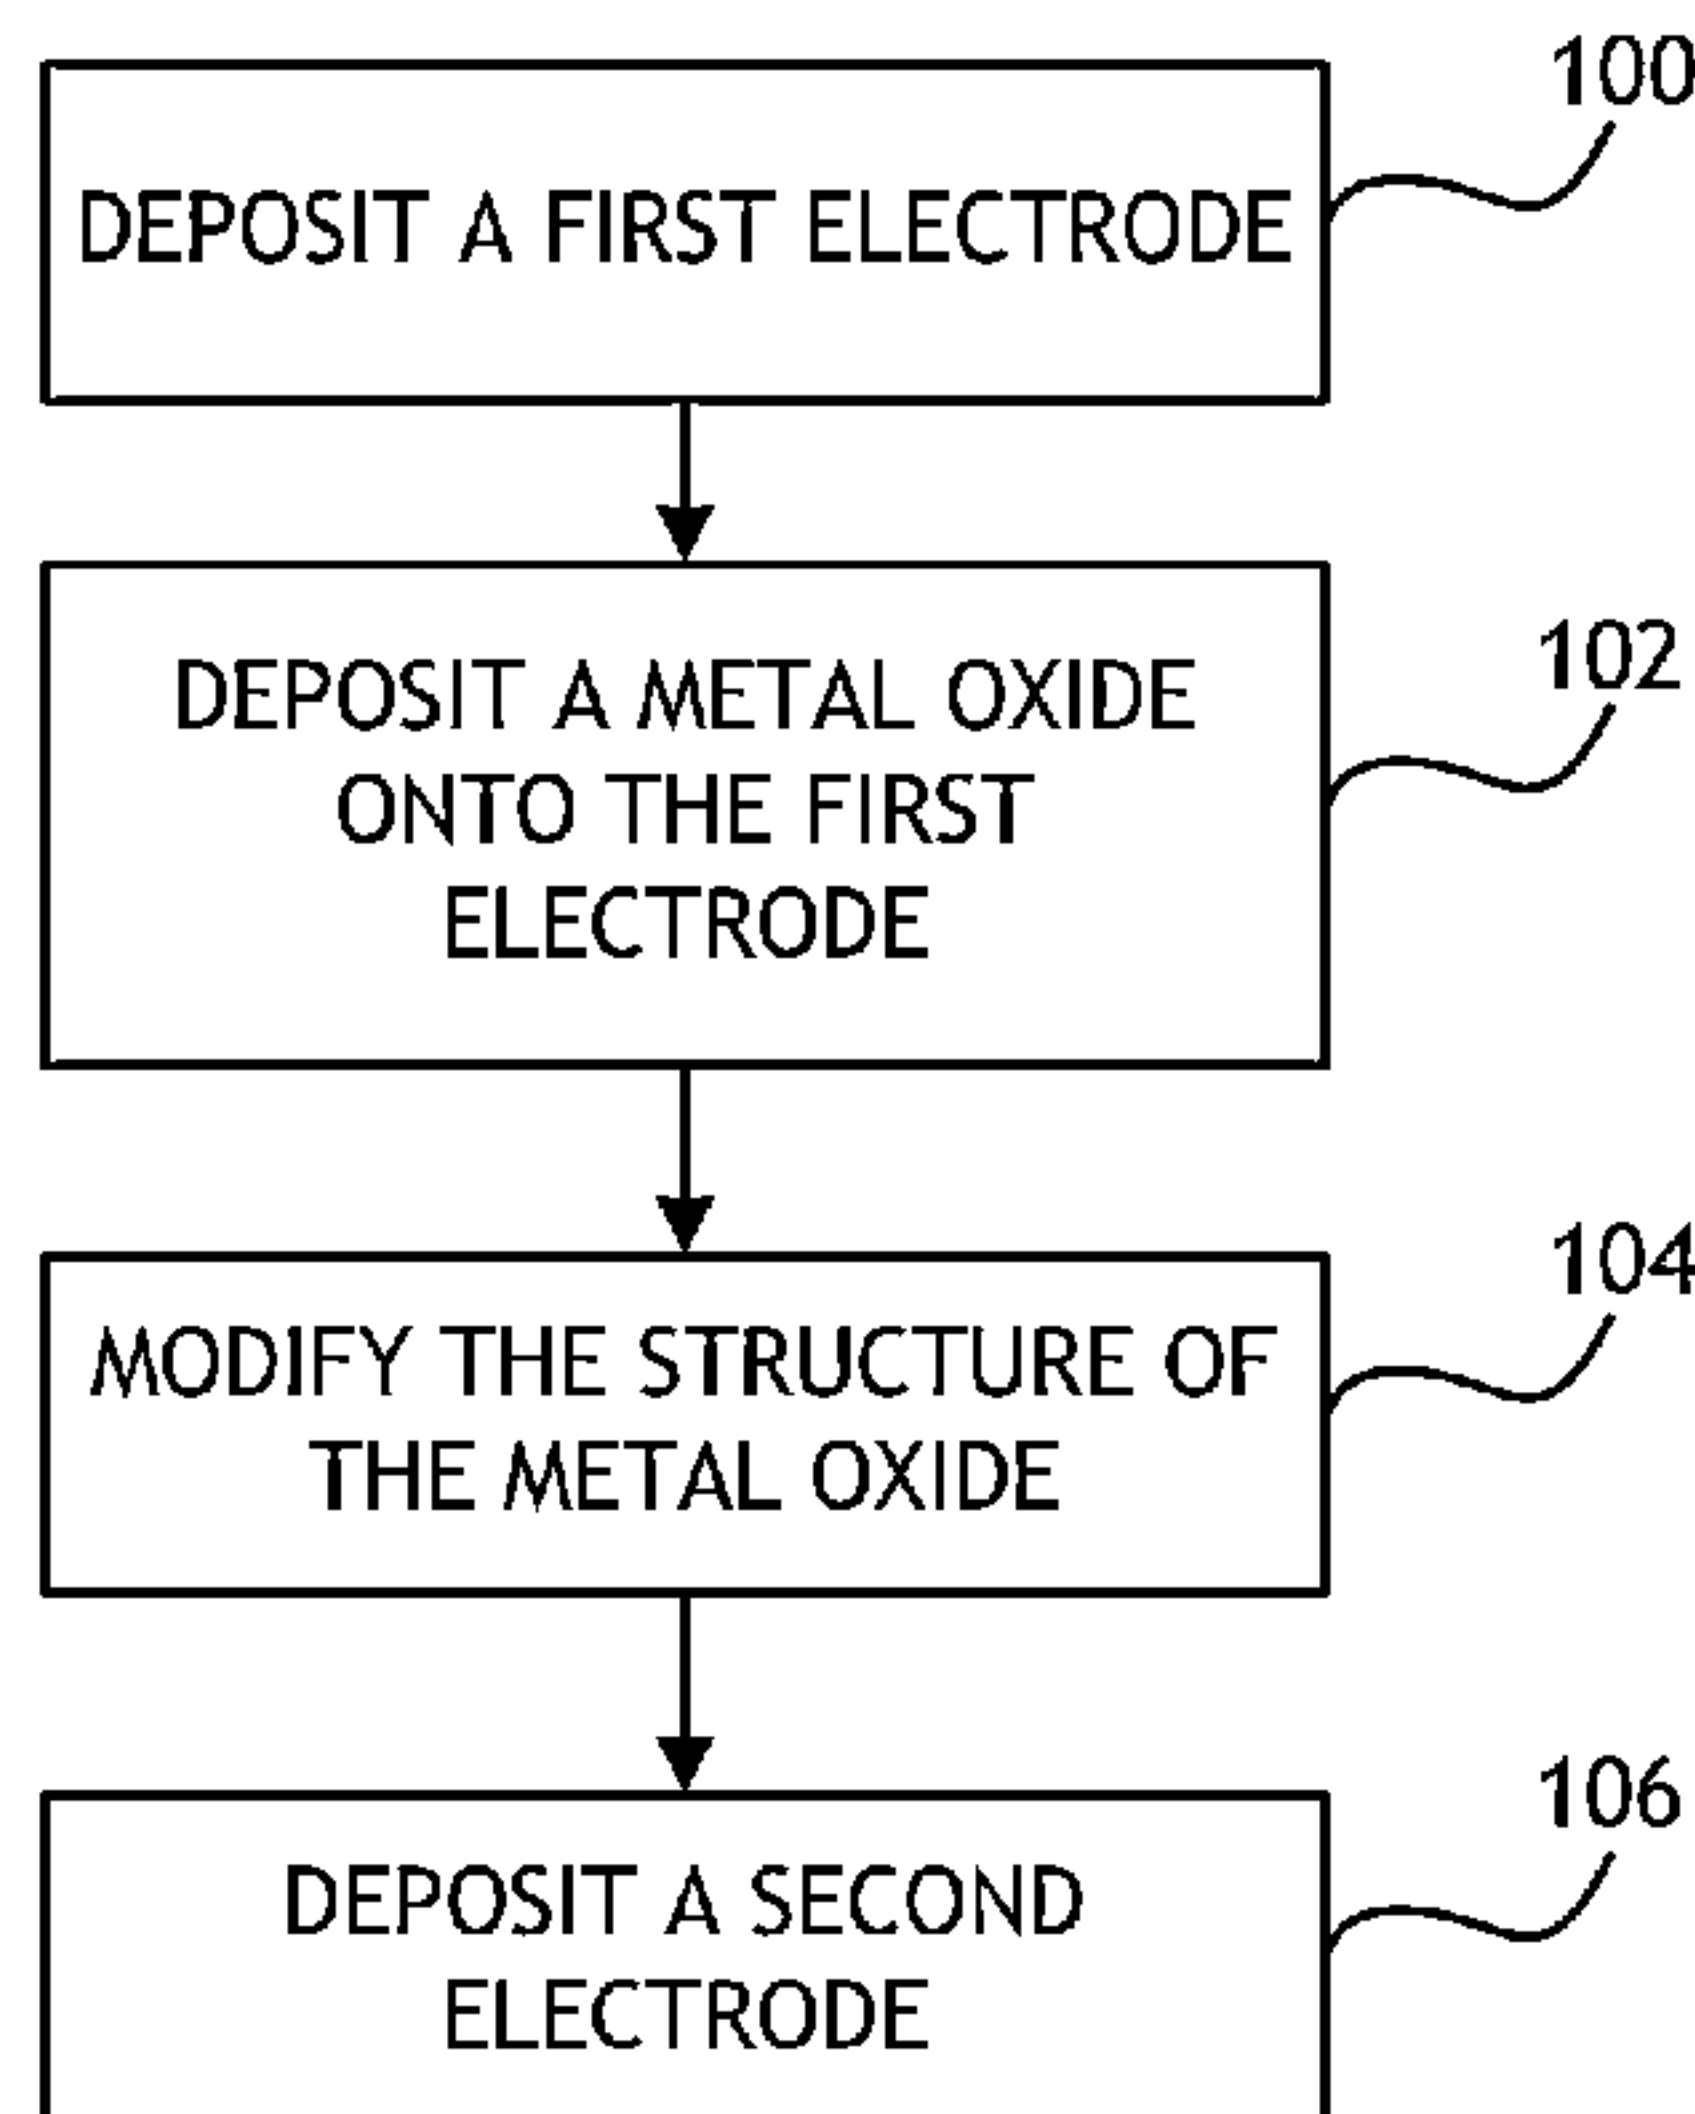 100
DEPOSIT A FIRST ELECTRODE
102
DEPOSIT A METAL OXIDE
ONTO THE FIRST
ELECTRODE
104
MODIFY THE STRUCTURE OF
THE METAL OXIDE
106
DEPOSIT A SECOND
ELECTRODE